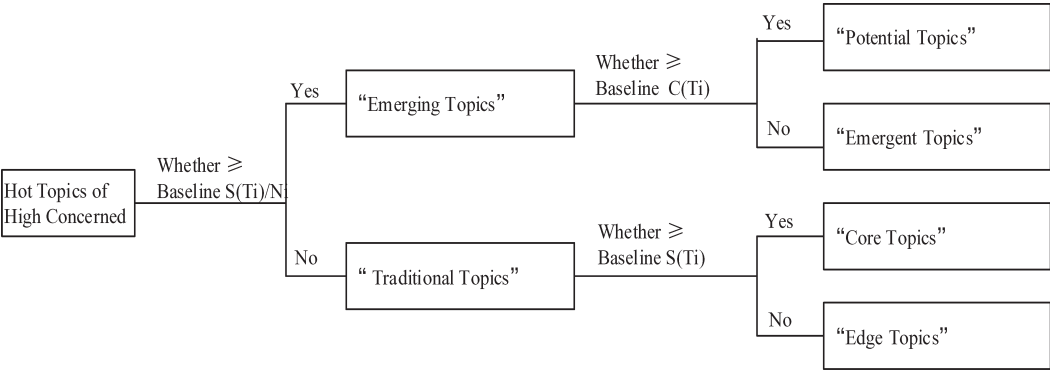 Hot Topics of
High Concerned
Whether ≥
Baseline S(Ti)/Ni
Yes
“Emerging Topics”
Whether ≥
Baseline C(Ti)
Yes
“Potential Topics”
No
“Emergent Topics”
No
“ Traditional Topics”
Whether ≥
Baseline S(Ti)
Yes
“Core Topics”
No
“Edge Topics”